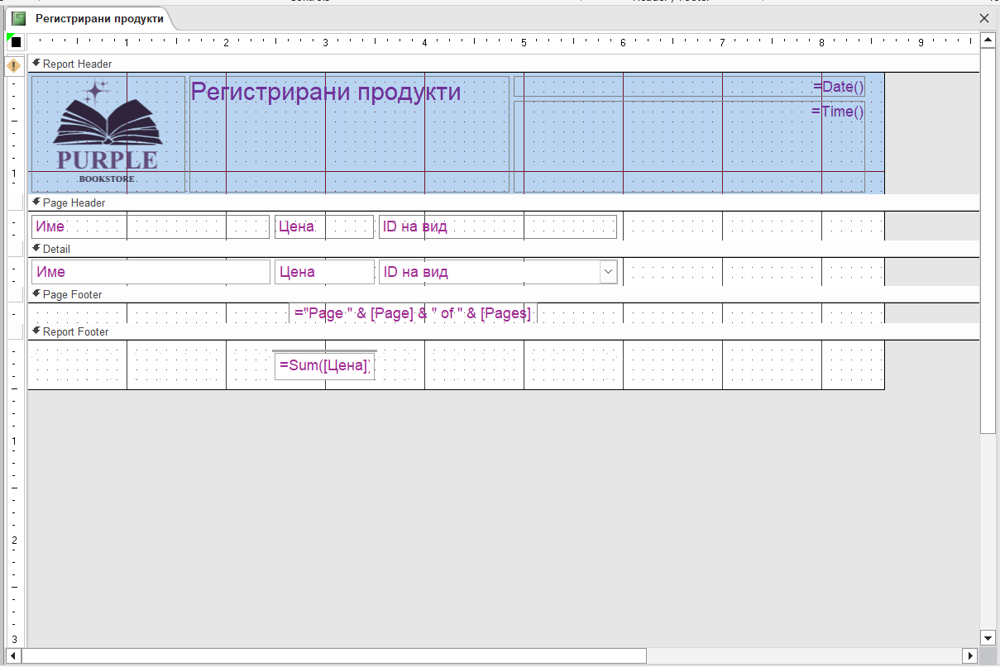 Регистрирани продукти
1 2 3 4 5 6 7 8 9
Report Header
Регистрирани продукти
=Date()
=Time()
PURPLE
BOOKSTORE
1
Page Header
Име Цена ID на вид
Detail
Име Цена ID на вид
Page Footer
="Page " & [Page] & " of " & [Pages]
Report Footer
=Sum([Цена])
1
2
3